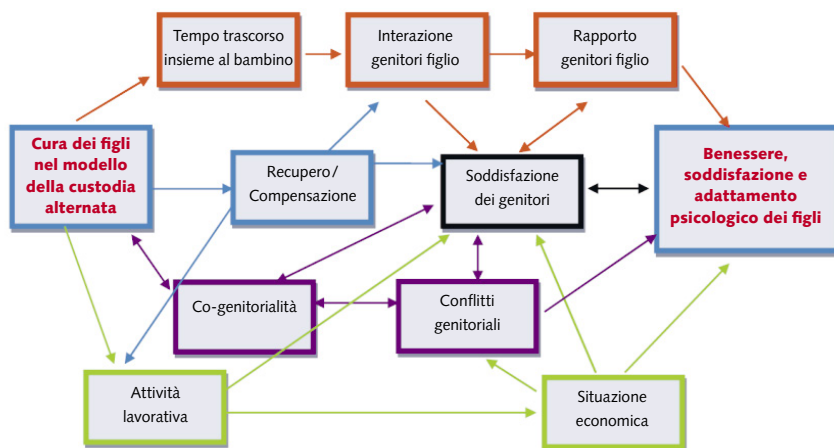 Tempo trascorso
insieme al bambino
Interazione
genitori figlio
Rapporto
genitori figlio
Cura dei figli
nel modello
della custodia
alternata
Recupero/
Compensazione
Soddisfazione
dei genitori
Benessere,
soddisfazione e
adattamento
psicologico dei figli
Co-genitorialità
Conflitti
genitoriali
Attività
lavorativa
Situazione
economica